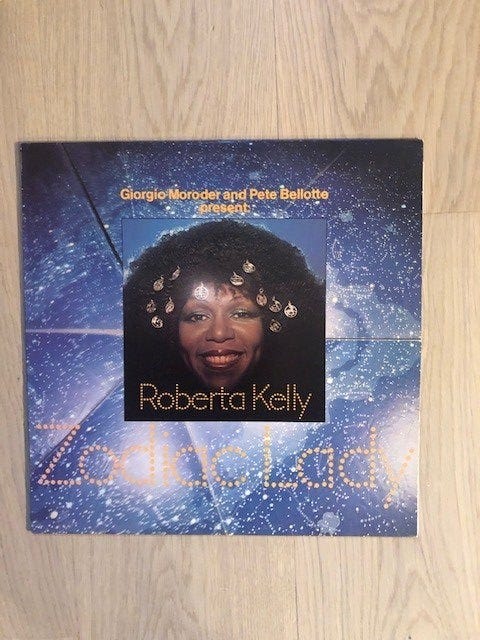 Giorgio Moroder and Pete Bellotte
present:
Roberta Kelly
Zodiac Lady